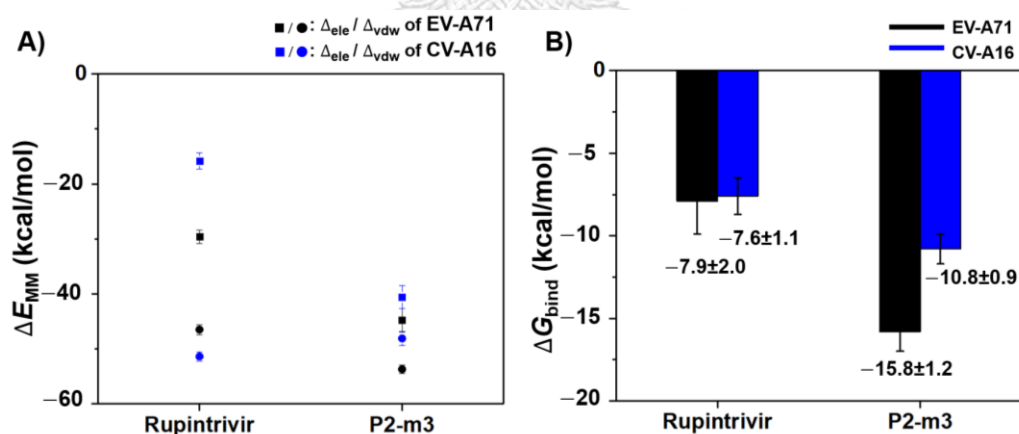 A)
■/●: Δele / Δvdw of EV-A71
■/●: Δele / Δvdw of CV-A16
ΔEMM (kcal/mol)
0
−20
−40
−60
Rupintrivir
P2-m3
B)
EV-A71
CV-A16
ΔGbind (kcal/mol)
0
−5
−10
−15
−20
−7.6±1.1
−7.9±2.0
−10.8±0.9
−15.8±1.2
Rupintrivir
P2-m3